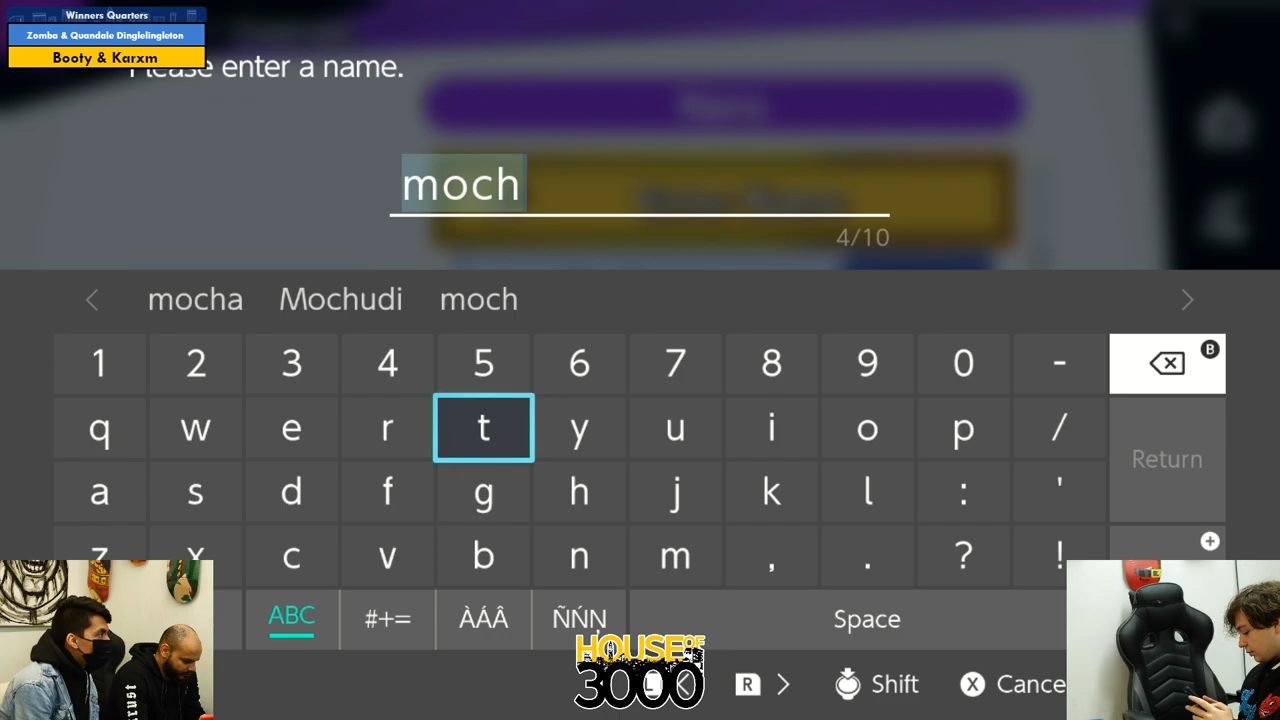 Winners Quarters
Zomba & Quandale Dinglelingleton
Booty & Karxm
Please enter a name.
moch
4/10
mocha Mochudi moch
1 2 3 4 5 6 7 8 9 0 -
B
q w e r t y u i o p /
Return
a s d f g h j k l : '
z x c v b n m , . ? !
+
ABC #+= ÀÁÂ ÑŃŅ Space
HOUSE OF
3000
L R Shift X Cance